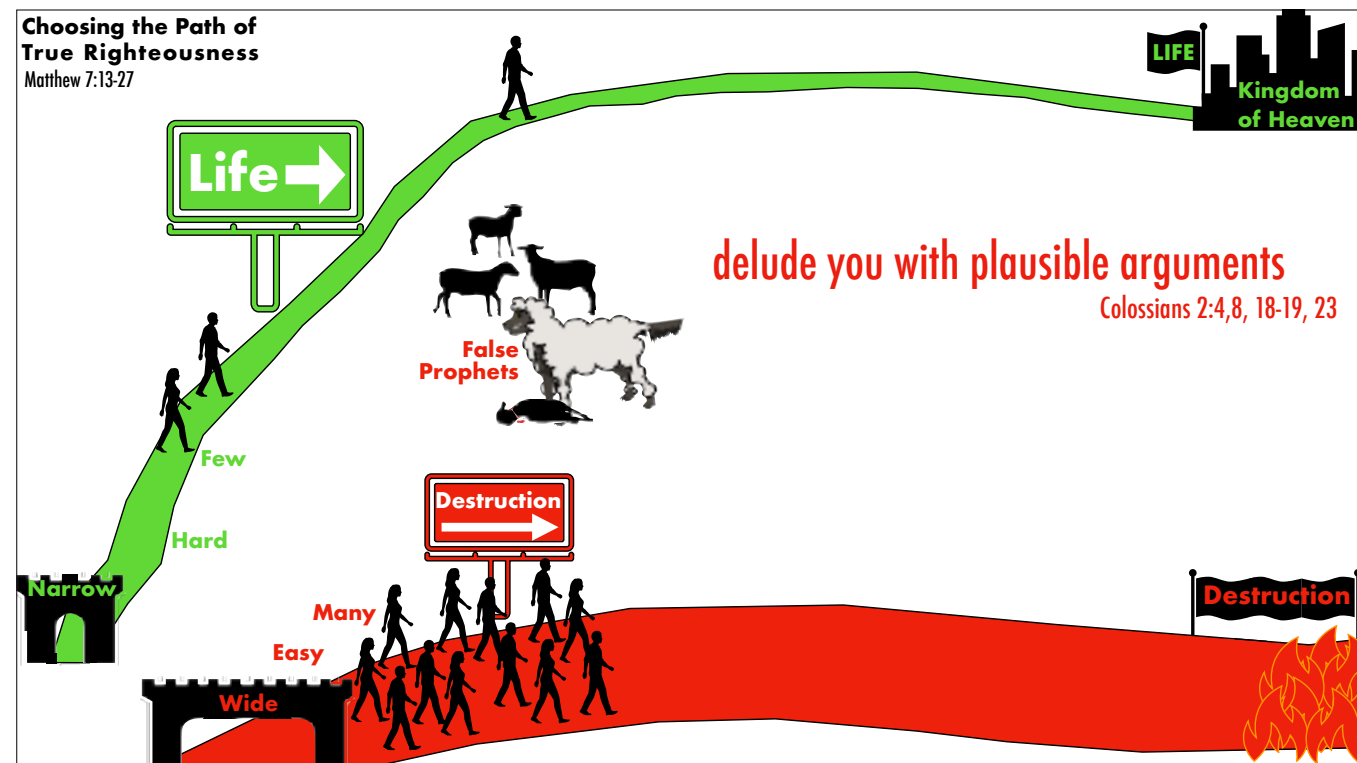 Choosing the Path of
True Righteousness
Matthew 7:13-27
LIFE
Kingdom
of Heaven
Life
delude you with plausible arguments
Colossians 2:4,8, 18-19, 23
False
Prophets
Few
Destruction
Hard
Narrow
Destruction
Many
Easy
Wide